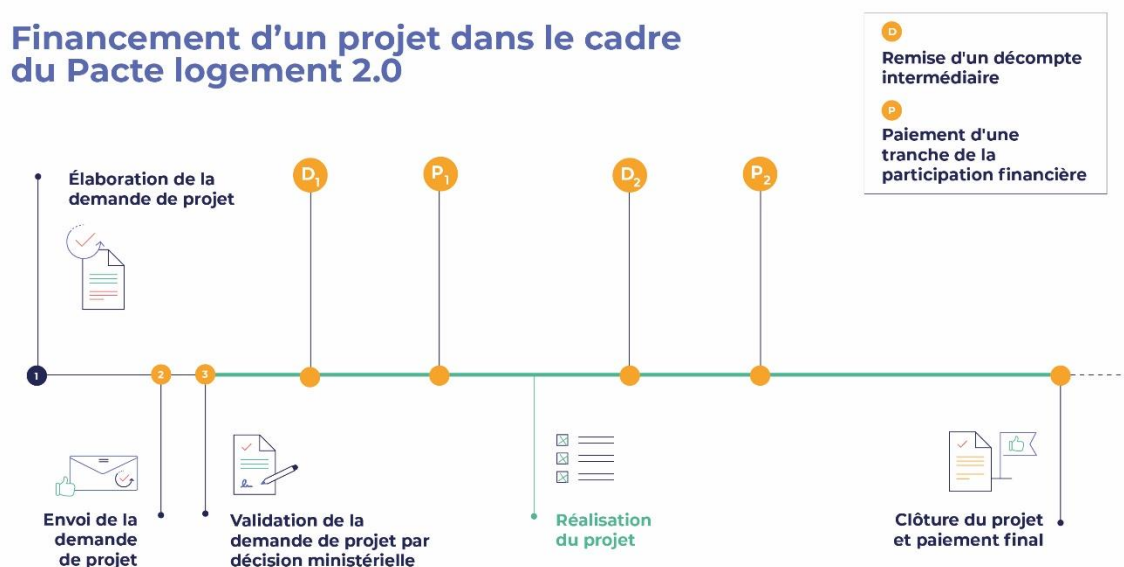 Financement d'un projet dans le cadre
du Pacte logement 2.0
D
Remise d'un décompte
intermédiaire
P
Paiement d'une
tranche de la
participation financière
Élaboration de la
demande de projet
D₁
P₁
D₂
P₂
1
2
3
Envoi de la
demande
de projet
Validation de la
demande de projet par
décision ministérielle
Réalisation
du projet
Clôture du projet
et paiement final